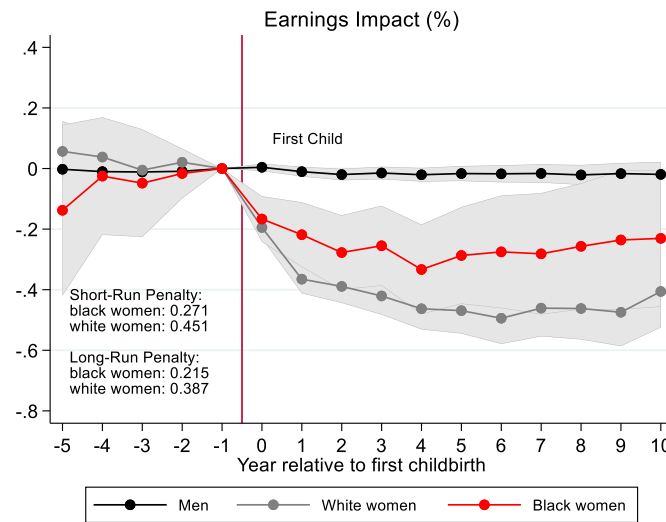 Earnings Impact (%)
.4
.2
0
-.2
-.4
-.6
-.8
First Child
Short-Run Penalty:
black women: 0.271
white women: 0.451
Long-Run Penalty:
black women: 0.215
white women: 0.387
-5 -4 -3 -2 -1 0 1 2 3 4 5 6 7 8 9 10
Year relative to first childbirth
Men White women Black women